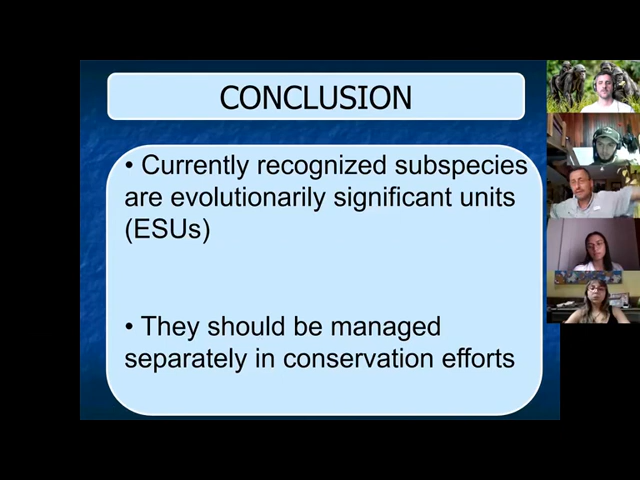 CONCLUSION
• Currently recognized subspecies
are evolutionarily significant units
(ESUs)
• They should be managed
separately in conservation efforts